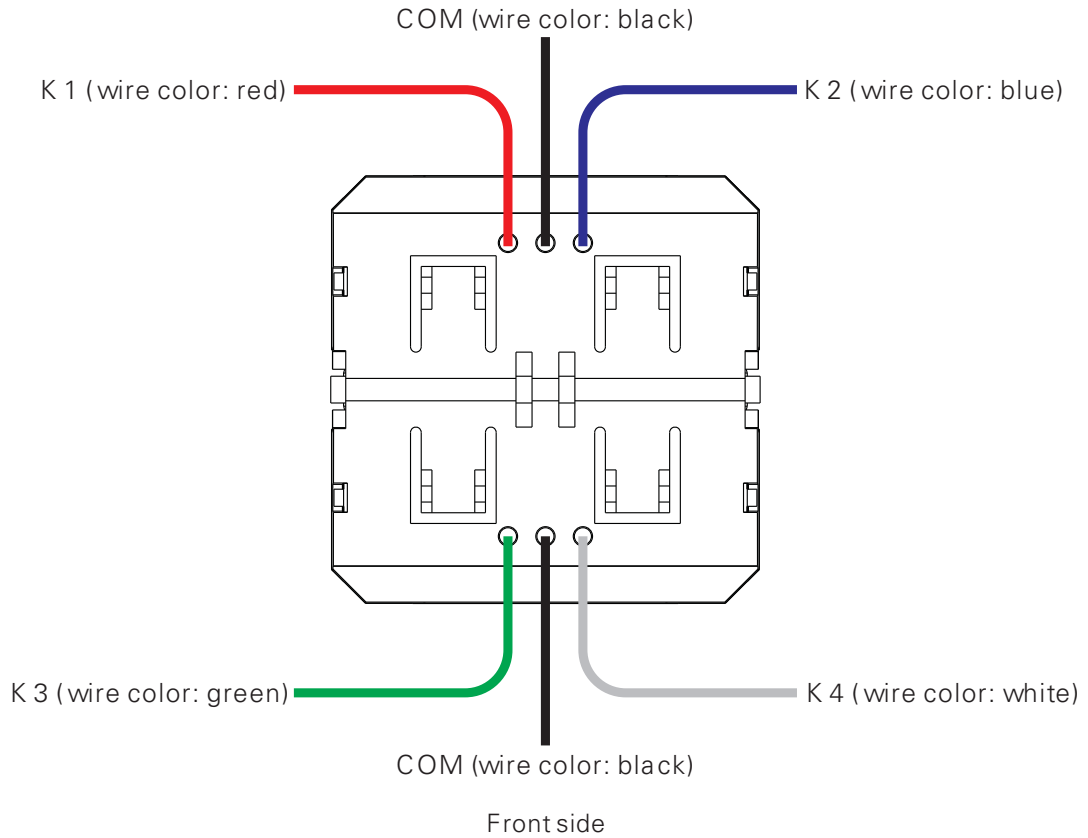 COM (wire color: black)
K 1 (wire color: red)
K 2 (wire color: blue)
K 3 (wire color: green)
K 4 (wire color: white)
COM (wire color: black)
Front side